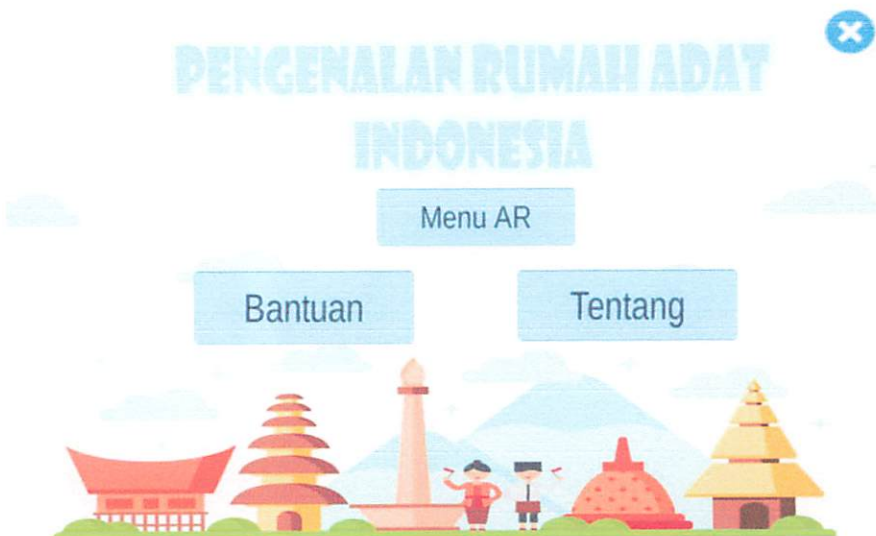 PENGENALAN RUMAH ADAT
INDONESIA
Menu AR
Bantuan
Tentang